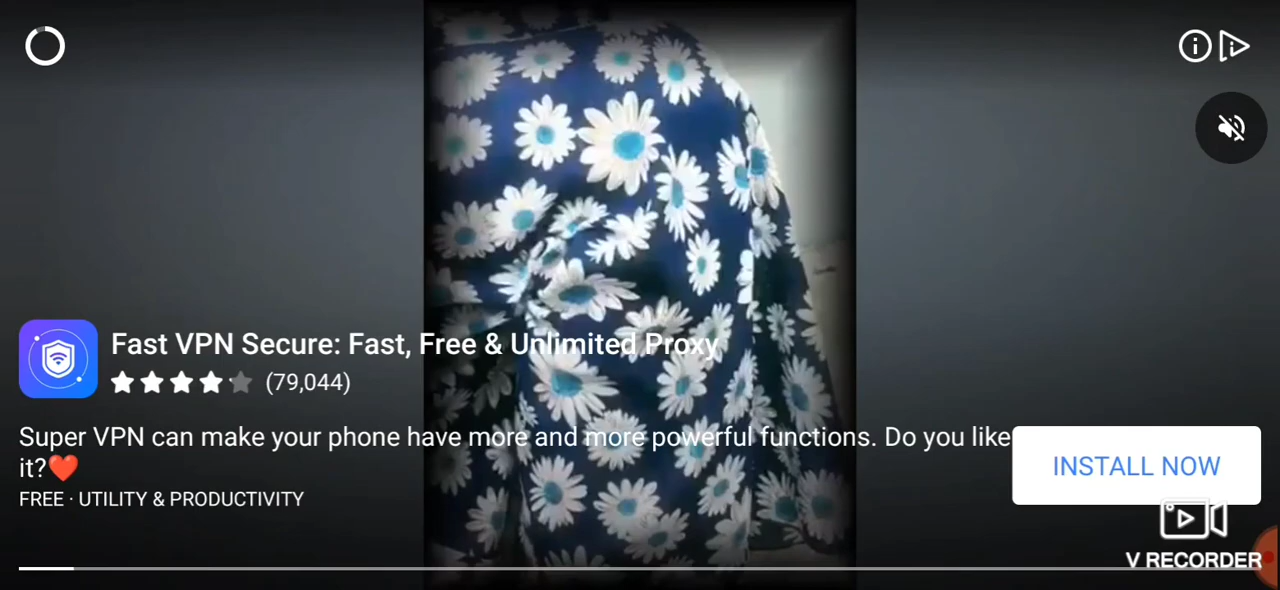 Fast VPN Secure: Fast, Free & Unlimited Proxy
(79,044)
Super VPN can make your phone have more and more powerful functions. Do you like
it?❤️
FREE · UTILITY & PRODUCTIVITY
INSTALL NOW
V RECORDER